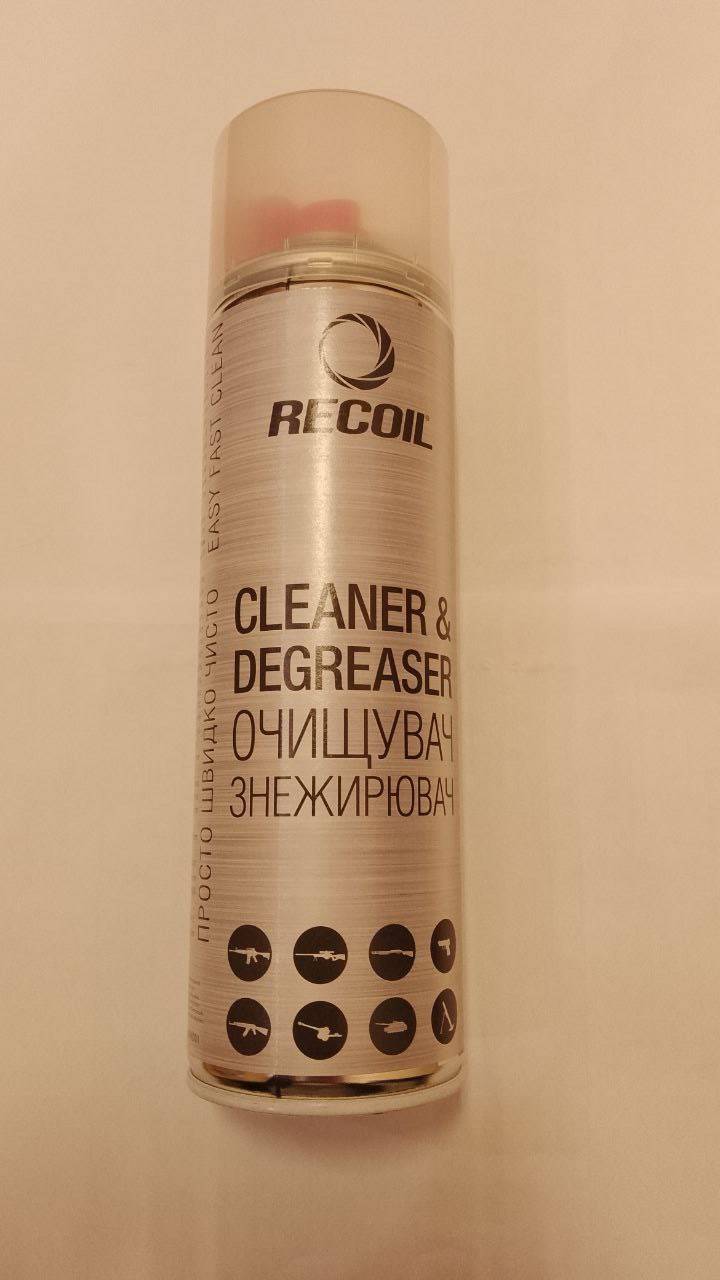 RECOIL
CLEANER &
DEGREASER
ОЧИЩУВАЧ
ЗНЕЖИРЮВАЧ
ПРОСТО ШВИДКО ЧИСТО EASY FAST CLEAN